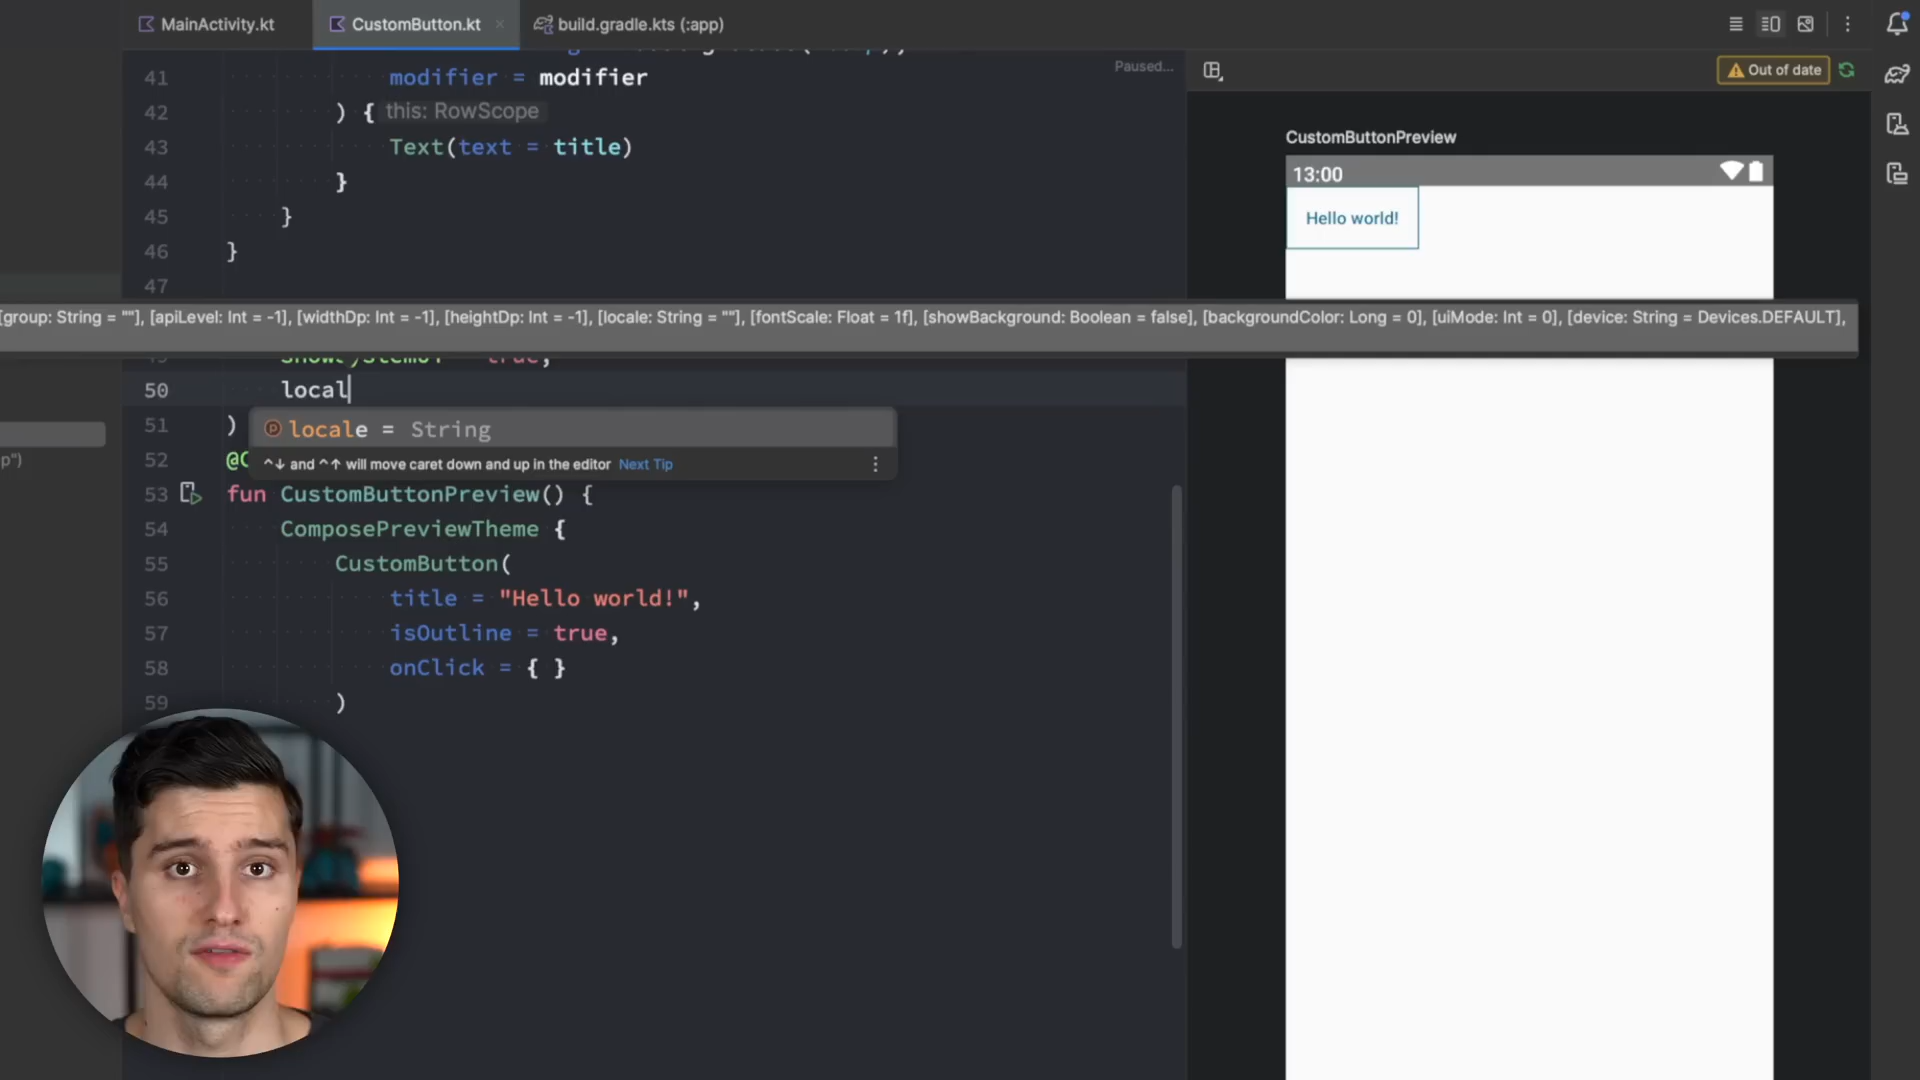 MainActivity.kt
CustomButton.kt
build.gradle.kts (:app)
41 modifier = modifier
Paused...
Out of date
42 ) { this: RowScope
43 Text(text = title)
44 }
45 }
46 }
47
CustomButtonPreview
13:00
Hello world!
[group: String = ""], [apiLevel: Int = -1], [widthDp: Int = -1], [heightDp: Int = -1], [locale: String = ""], [fontScale: Float = 1f], [showBackground: Boolean = false], [backgroundColor: Long = 0], [uiMode: Int = 0], [device: String = Devices.DEFAULT],
50 local
51 )
locale = String
52 @C
^↓ and ^↑ will move caret down and up in the editor Next Tip
p")
53 fun CustomButtonPreview() {
54 ComposePreviewTheme {
55 CustomButton(
56 title = "Hello world!",
57 isOutline = true,
58 onClick = { }
59 )